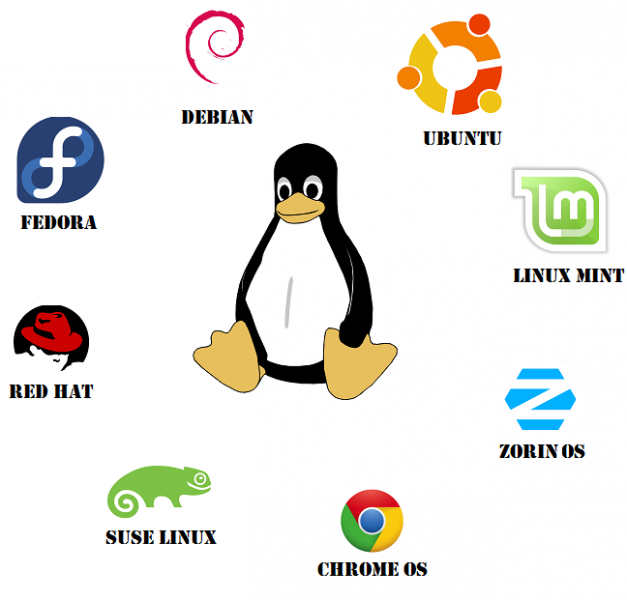 DEBIAN
UBUNTU
FEDORA
LINUX MINT
RED HAT
ZORIN OS
SUSE LINUX
CHROME OS